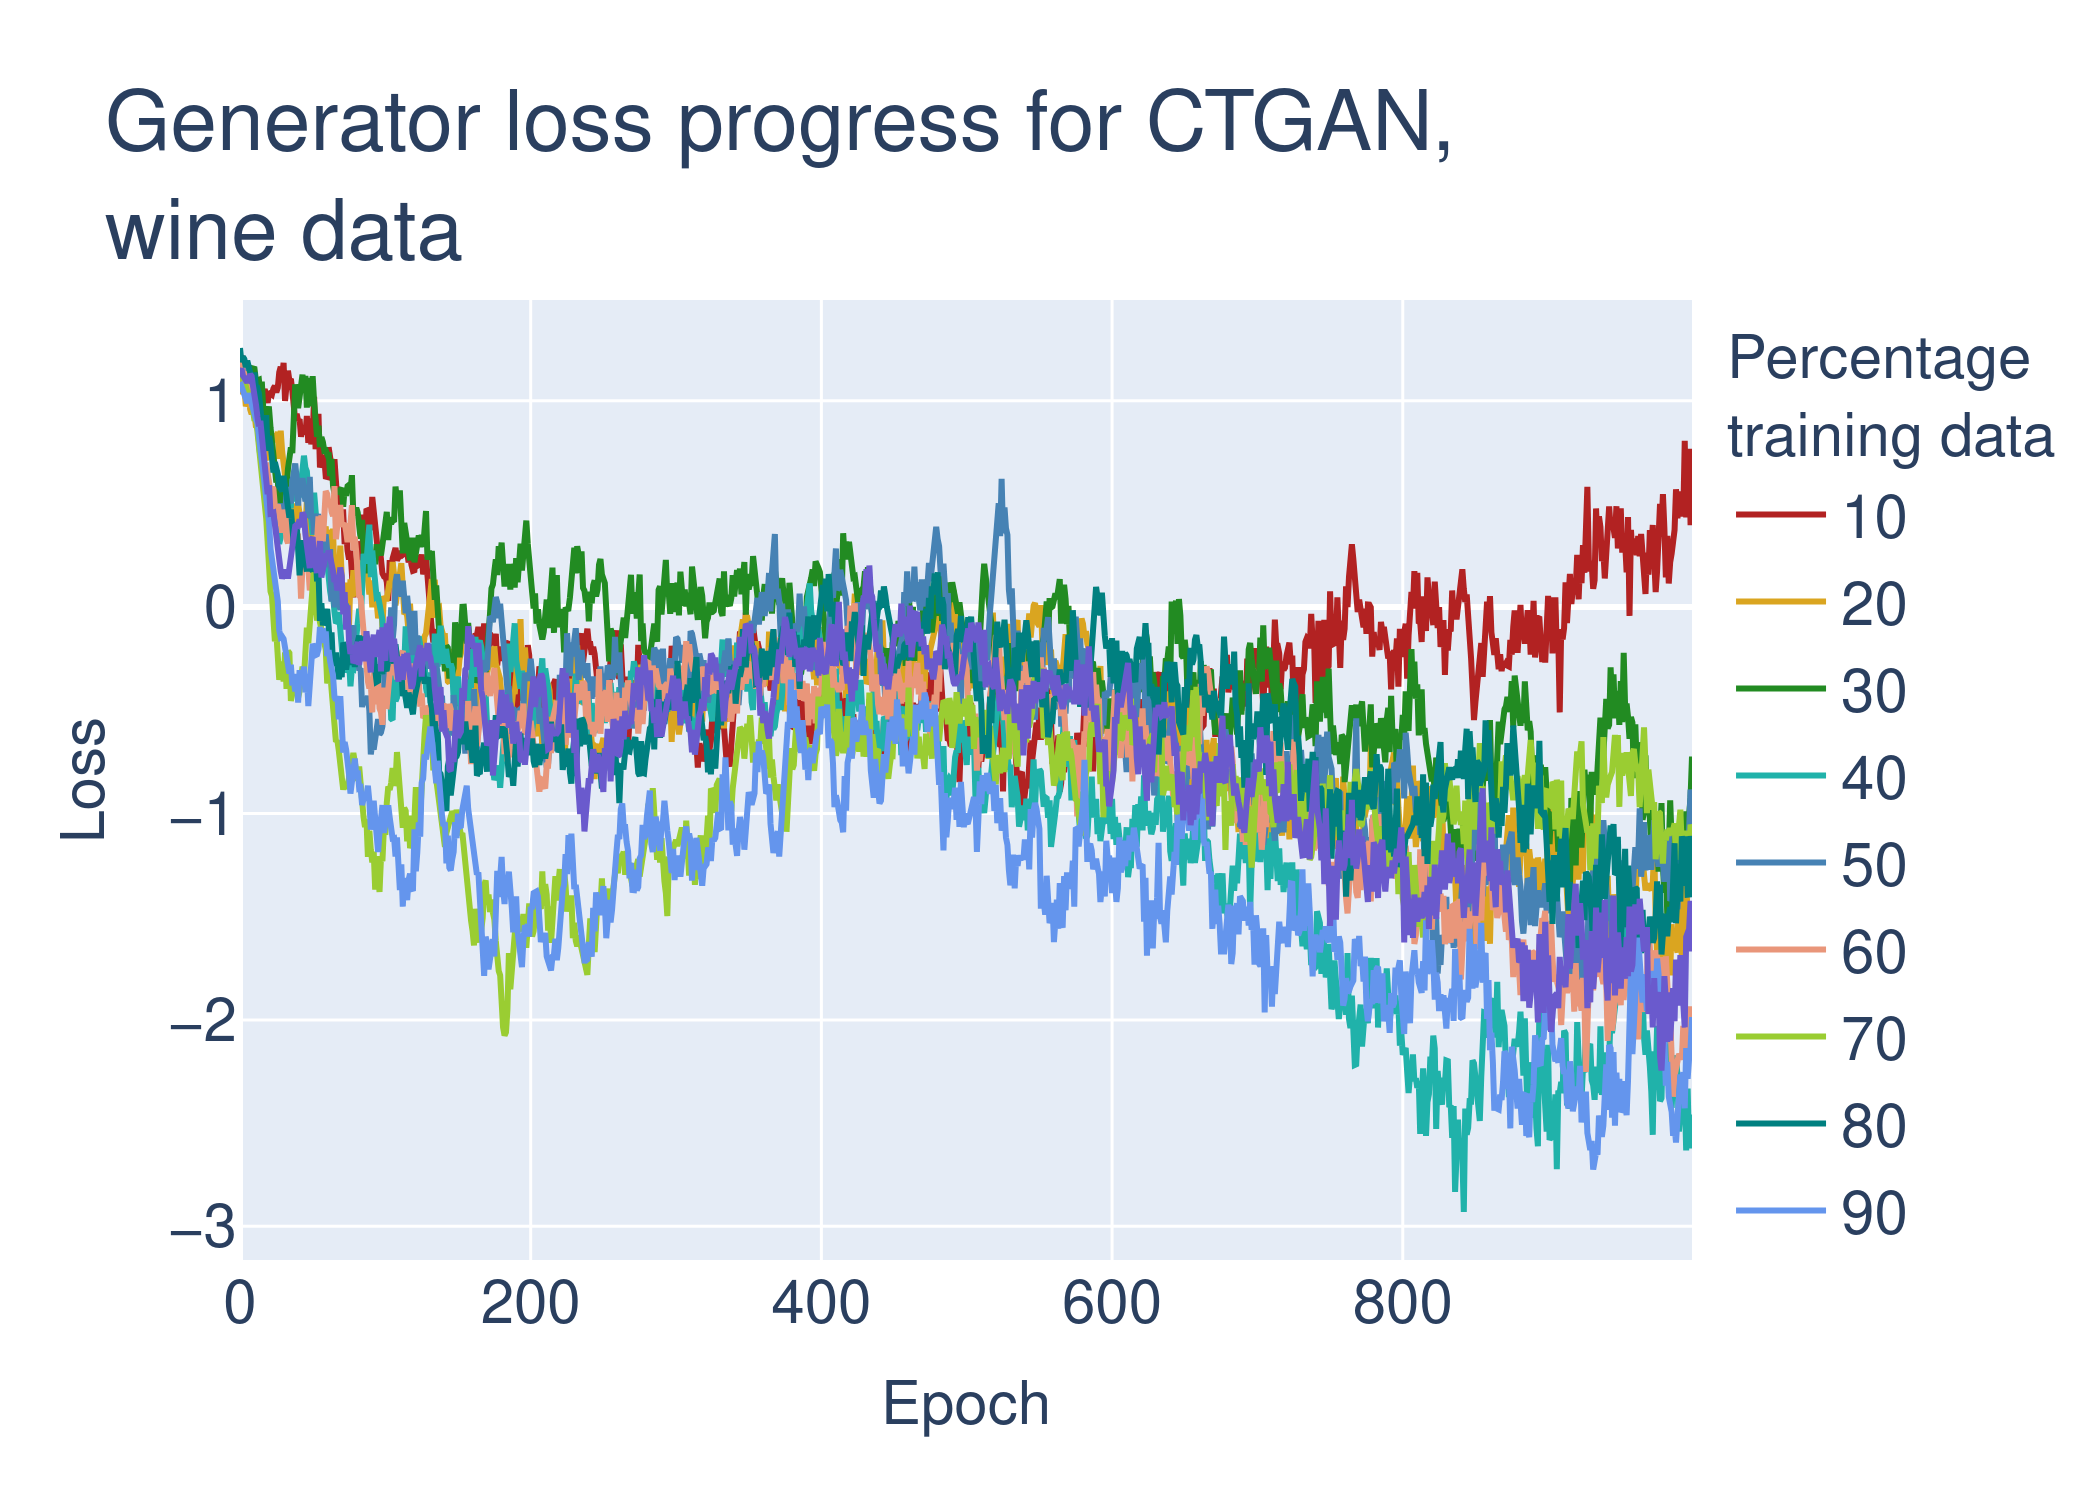 Generator loss progress for CTGAN,
wine data
Percentage
training data
10
20
30
40
50
60
70
80
90
1
0
−1
−2
−3
Loss
0 200 400 600 800
Epoch